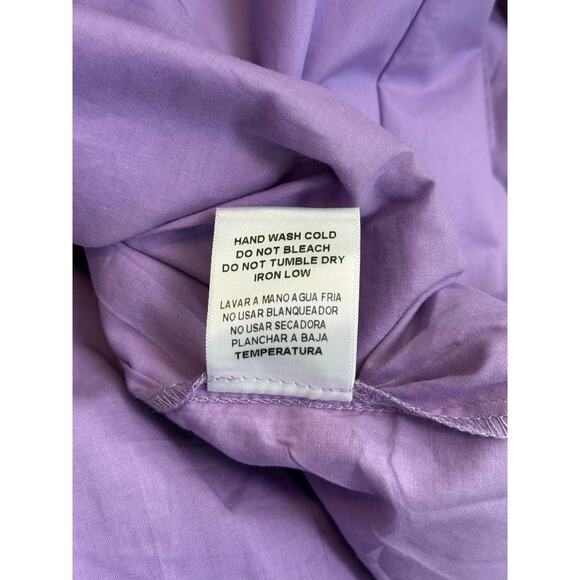 HAND WASH COLD
DO NOT BLEACH
DO NOT TUMBLE DRY
IRON LOW
LAVAR A MANO AGUA FRIA
NO USAR BLANQUEADOR
NO USAR SECADORA
PLANCHAR A BAJA
TEMPERATURA